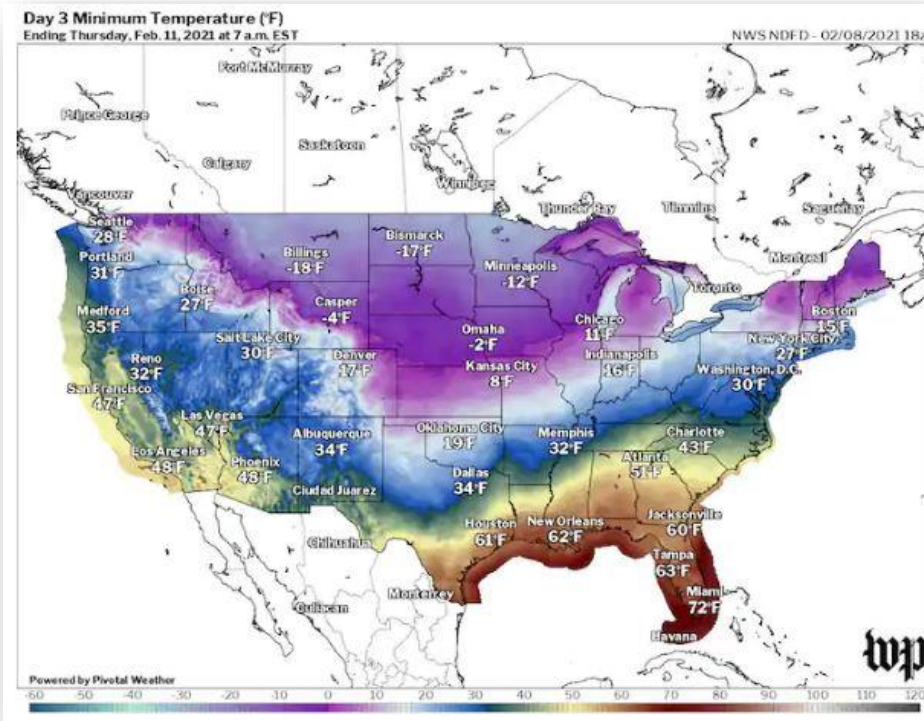 Day 3 Minimum Temperature (°F)
Ending Thursday, Feb. 11, 2021 at 7 a.m. EST
NWS NDFD - 02/08/2021 18
Fort McMurray
Prince George
Saskatoon
Calgary
Winnipeg
Vancouver
Thunder Bay
Timmins
Saguenay
Seattle
28°F
Bismarck
-17°F
Billings
-18°F
Montreal
Portland
31°F
Minneapolis
-12°F
Toronto
Boise
27°F
Casper
-4°F
Medford
35°F
Chicago
11°F
Boston
15°F
Omaha
-2°F
Salt Lake City
30°F
New York City
27°F
Reno
32°F
Denver
17°F
Kansas City
8°F
Indianapolis
16°F
Washington, D.C.
30°F
San Francisco
47°F
Las Vegas
47°F
Albuquerque
34°F
Oklahoma City
19°F
Memphis
32°F
Charlotte
43°F
Los Angeles
48°F
Phoenix
48°F
Atlanta
51°F
Dallas
34°F
Ciudad Juarez
Jacksonville
60°F
Houston
61°F
New Orleans
62°F
Chihuahua
Tampa
63°F
Monterrey
Miami
72°F
Culiacan
Havana
wp
Powered by Pivotal Weather
-60 -50 -40 -30 -20 -10 0 10 20 30 40 50 60 70 80 90 100 110 120